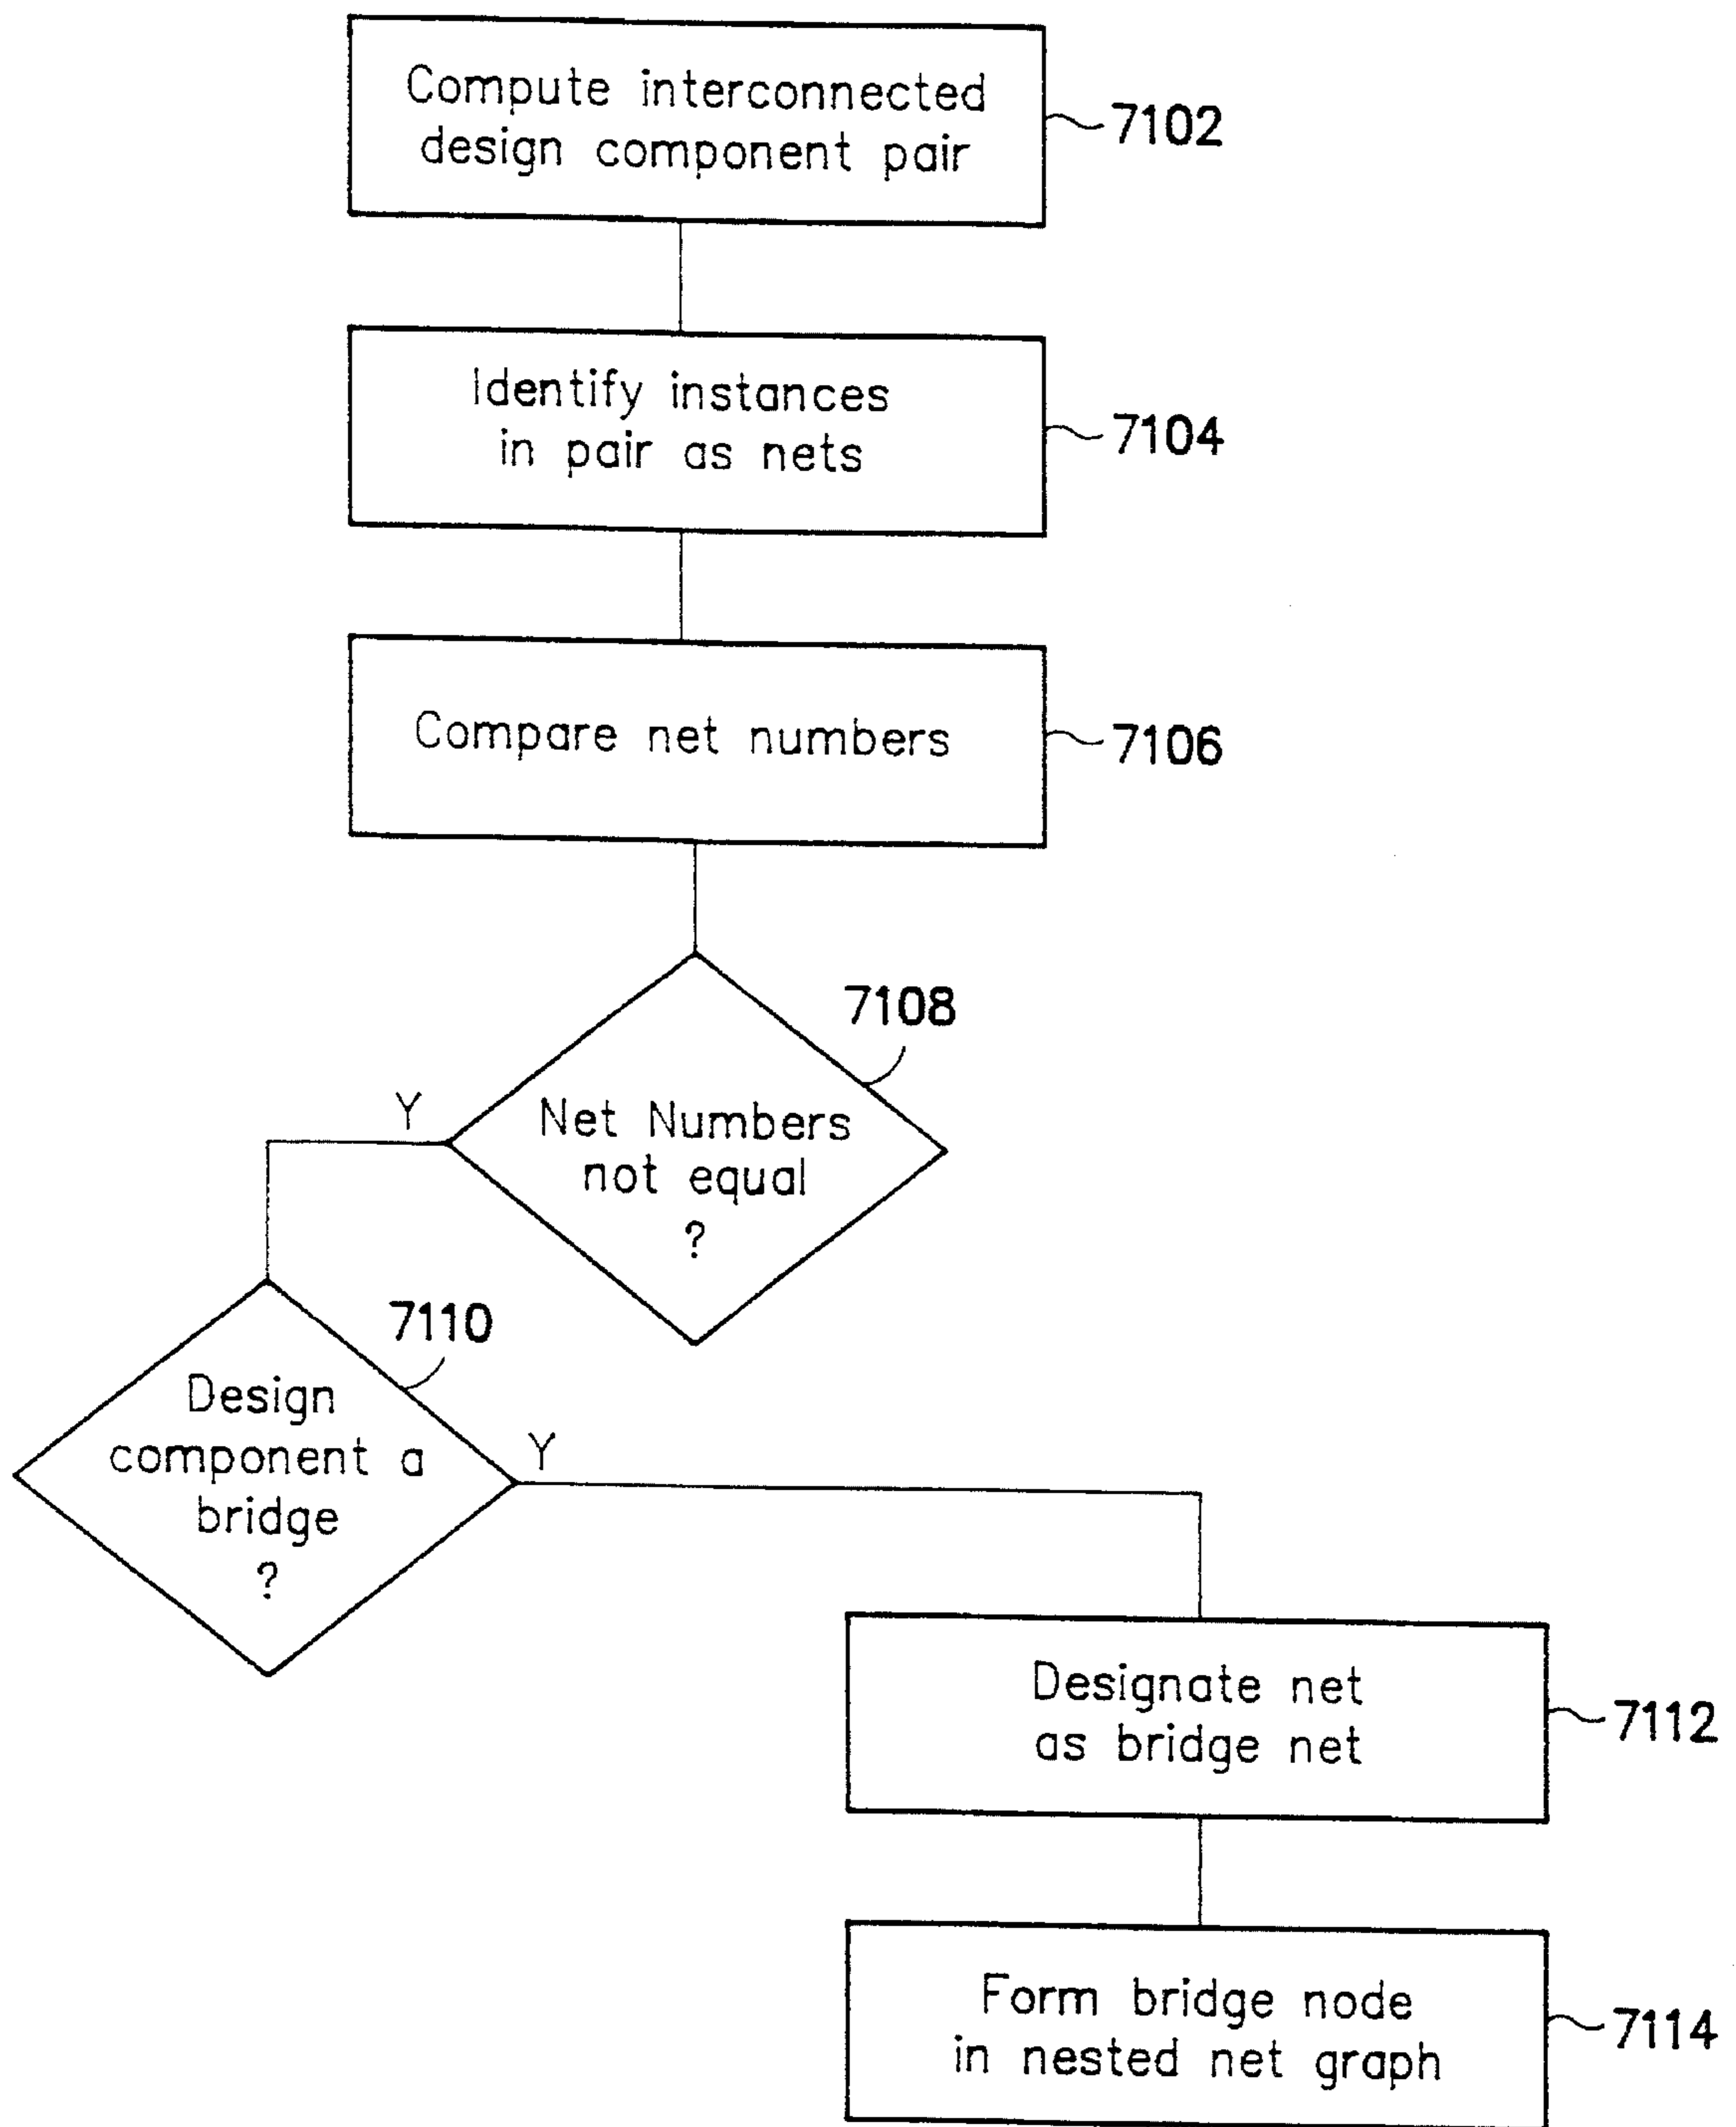 Compute interconnected
design component pair
7102
Identify instances
in pair as nets
7104
Compare net numbers
7106
7108
Y
Net Numbers
not equal
?
7110
Design
component a
bridge
?
Y
Designate net
as bridge net
7112
Form bridge node
in nested net graph
7114